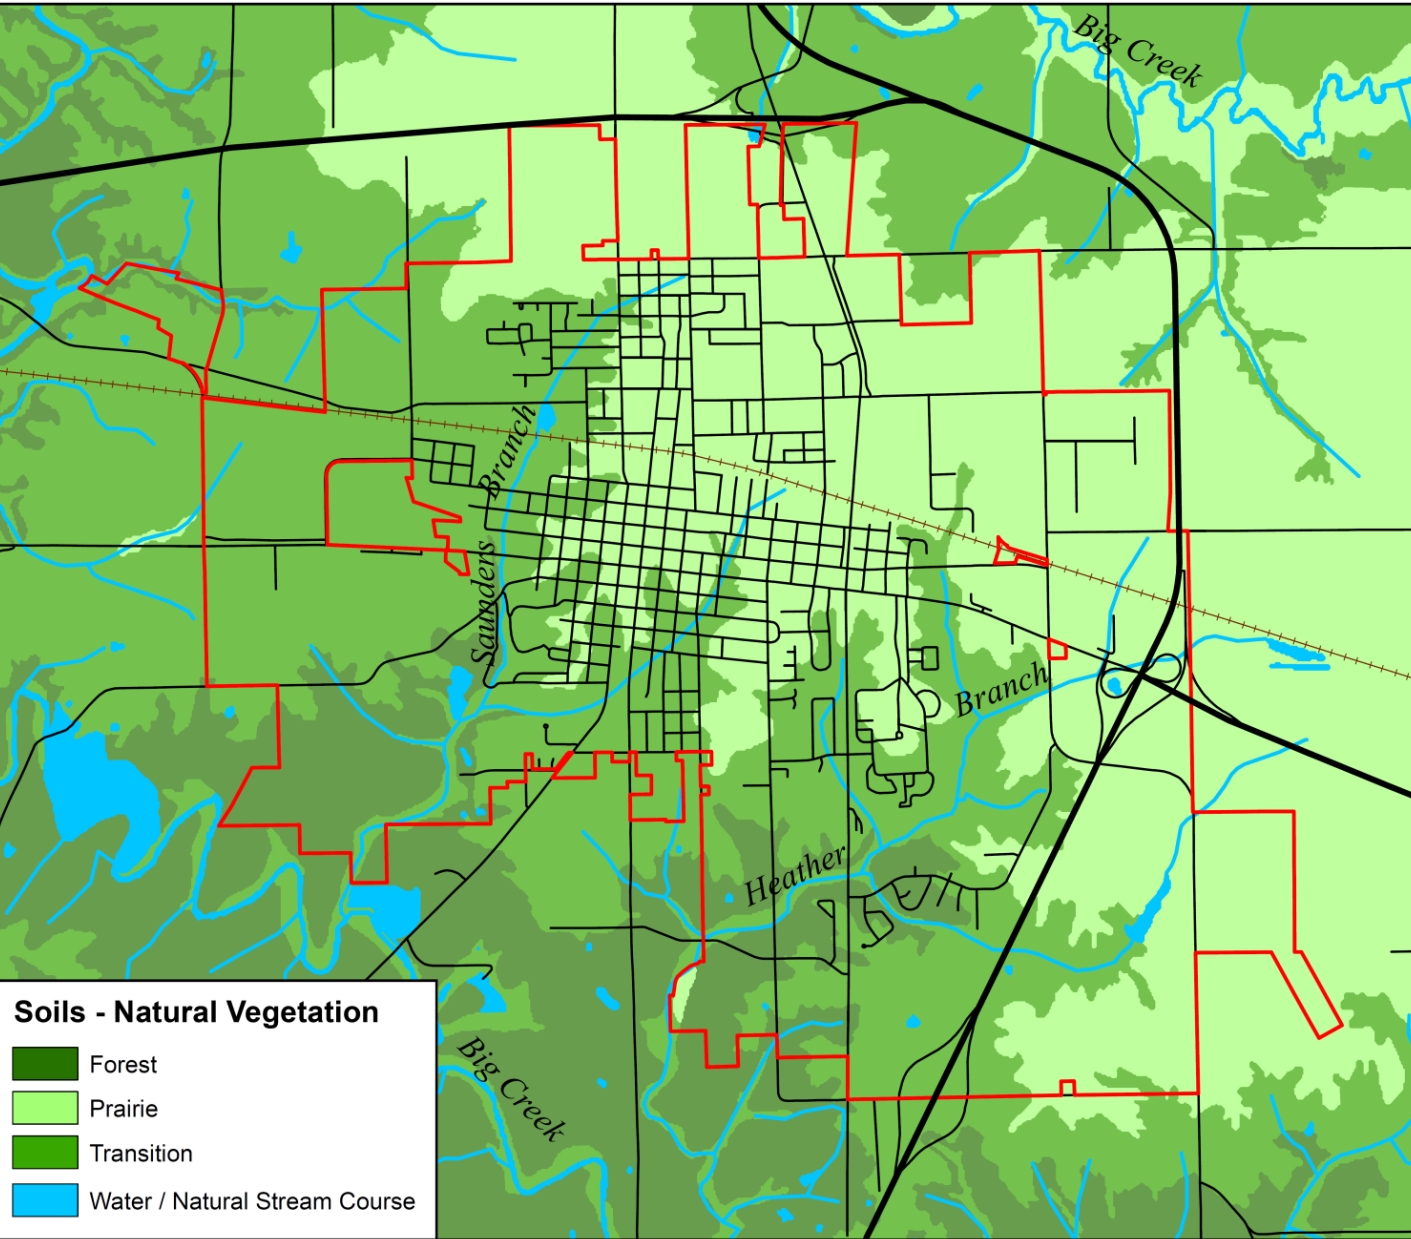 Big Creek
Branch
Saunders
Branch
Heather
Big Creek
Soils - Natural Vegetation
Forest
Prairie
Transition
Water / Natural Stream Course